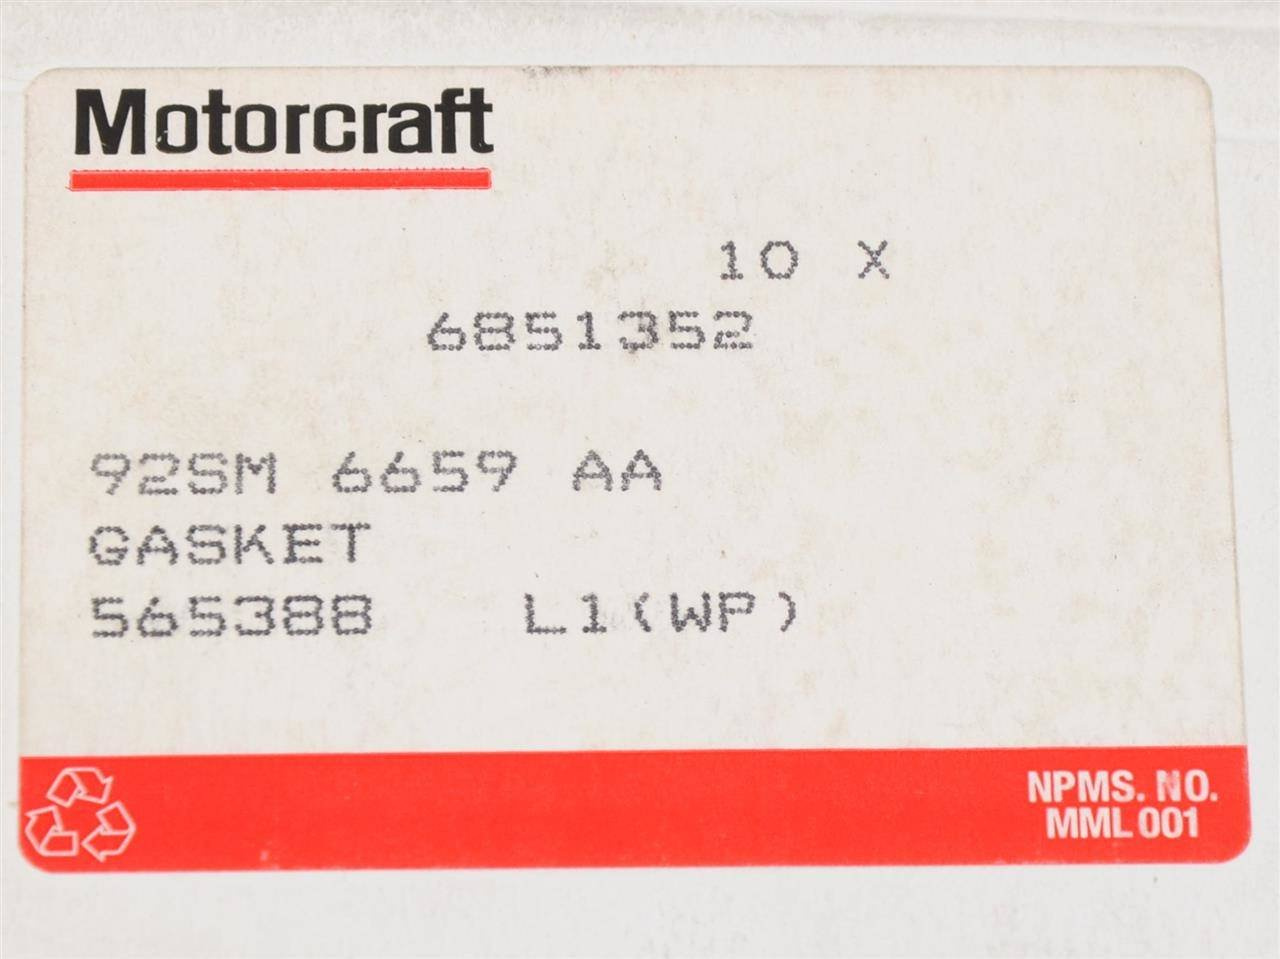 Motorcraft
10 X
6851352
92SM 6659 AA
GASKET
565388 L1(WP)
NPMS. NO.
MML 001